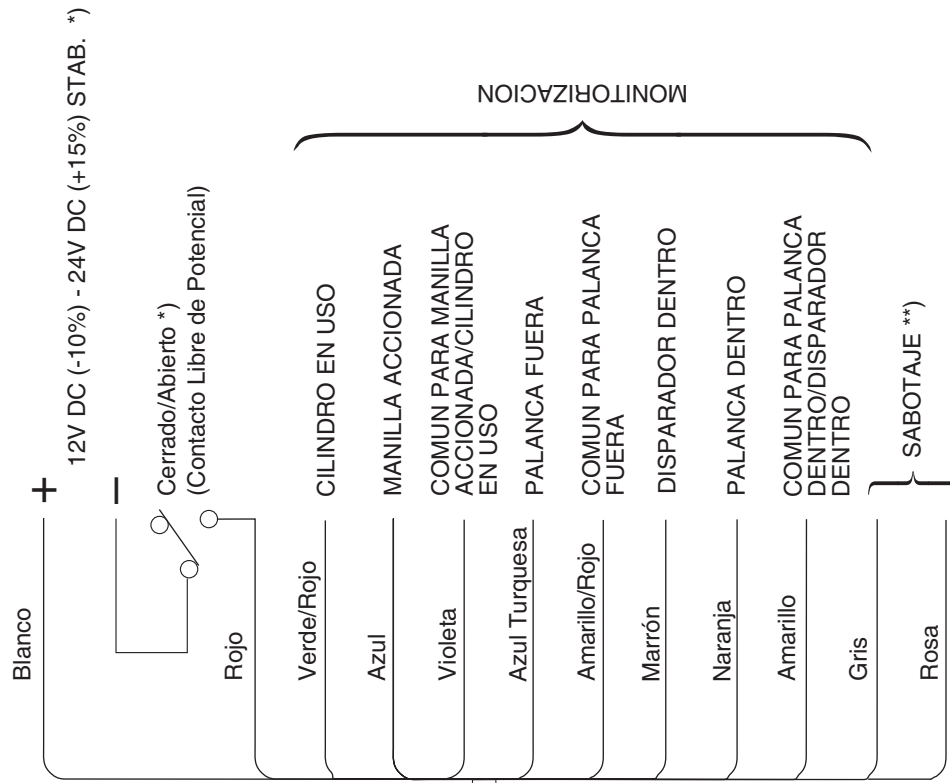 Blanco
+
12V DC (-10%) - 24V DC (+15%) STAB. *)
−
Cerrado/Abierto *)
(Contacto Libre de Potencial)
Rojo
Verde/Rojo
CILINDRO EN USO
Azul
MANILLA ACCIONADA
Violeta
COMUN PARA MANILLA
ACCIONADA/CILINDRO
EN USO
Azul Turquesa
PALANCA FUERA
Amarillo/Rojo
COMUN PARA PALANCA
FUERA
Marrón
DISPARADOR DENTRO
Naranja
PALANCA DENTRO
Amarillo
COMUN PARA PALANCA
DENTRO/DISPARADOR
DENTRO
MONITORIZACION
Gris
Rosa
SABOTAJE **)